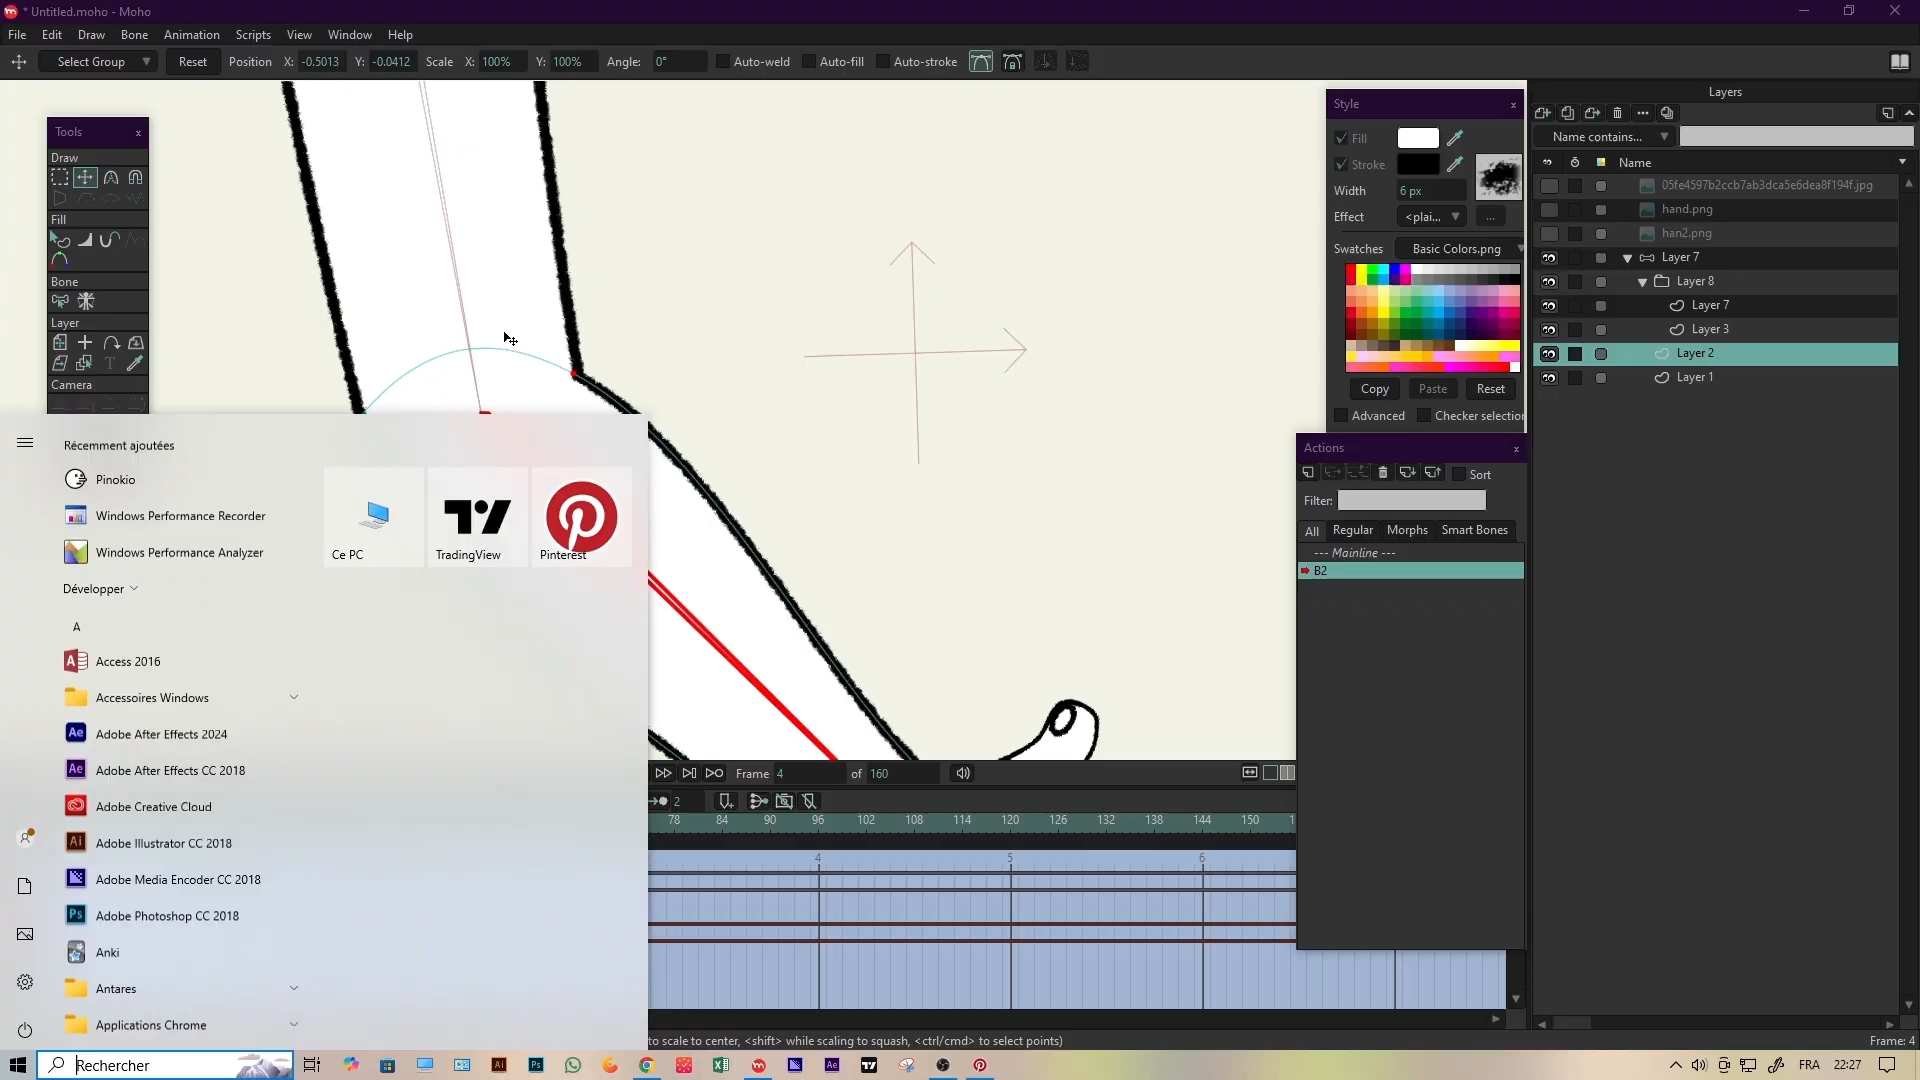 * Untitled.moho - Moho
File Edit Draw Bone Animation Scripts View Window Help
Select Group Reset Position X: -0.5013 Y: -0.0412 Scale X: 100% Y: 100% Angle: 0° Auto-weld Auto-fill Auto-stroke
Tools
Draw
Fill
Bone
Layer
Camera
Style
Fill
Stroke
Width 6 px
Effect <plai... ...
Swatches Basic Colors.png
Copy Paste Reset
Advanced Checker selection
Actions
Sort
Filter:
All Regular Morphs Smart Bones
--- Mainline ---
B2
Layers
Name contains...
Name
05fe4597b2ccb7ab3dca5e6dea8f194f.jpg
hand.png
han2.png
Layer 7
Layer 8
Layer 7
Layer 3
Layer 2
Layer 1
Récemment ajoutées
Pinokio
Windows Performance Recorder
Windows Performance Analyzer
Développer
A
Access 2016
Accessoires Windows
Adobe After Effects 2024
Adobe After Effects CC 2018
Adobe Creative Cloud
Adobe Illustrator CC 2018
Adobe Media Encoder CC 2018
Adobe Photoshop CC 2018
Anki
Antares
Applications Chrome
Ce PC
TradingView
Pinterest
Frame 4 of 160
2
78 84 90 96 102 108 114 120 126 132 138 144 150
4 5 6
to scale to center, <shift> while scaling to squash, <ctrl/cmd> to select points)
Frame: 4
Rechercher
FRA 22:27